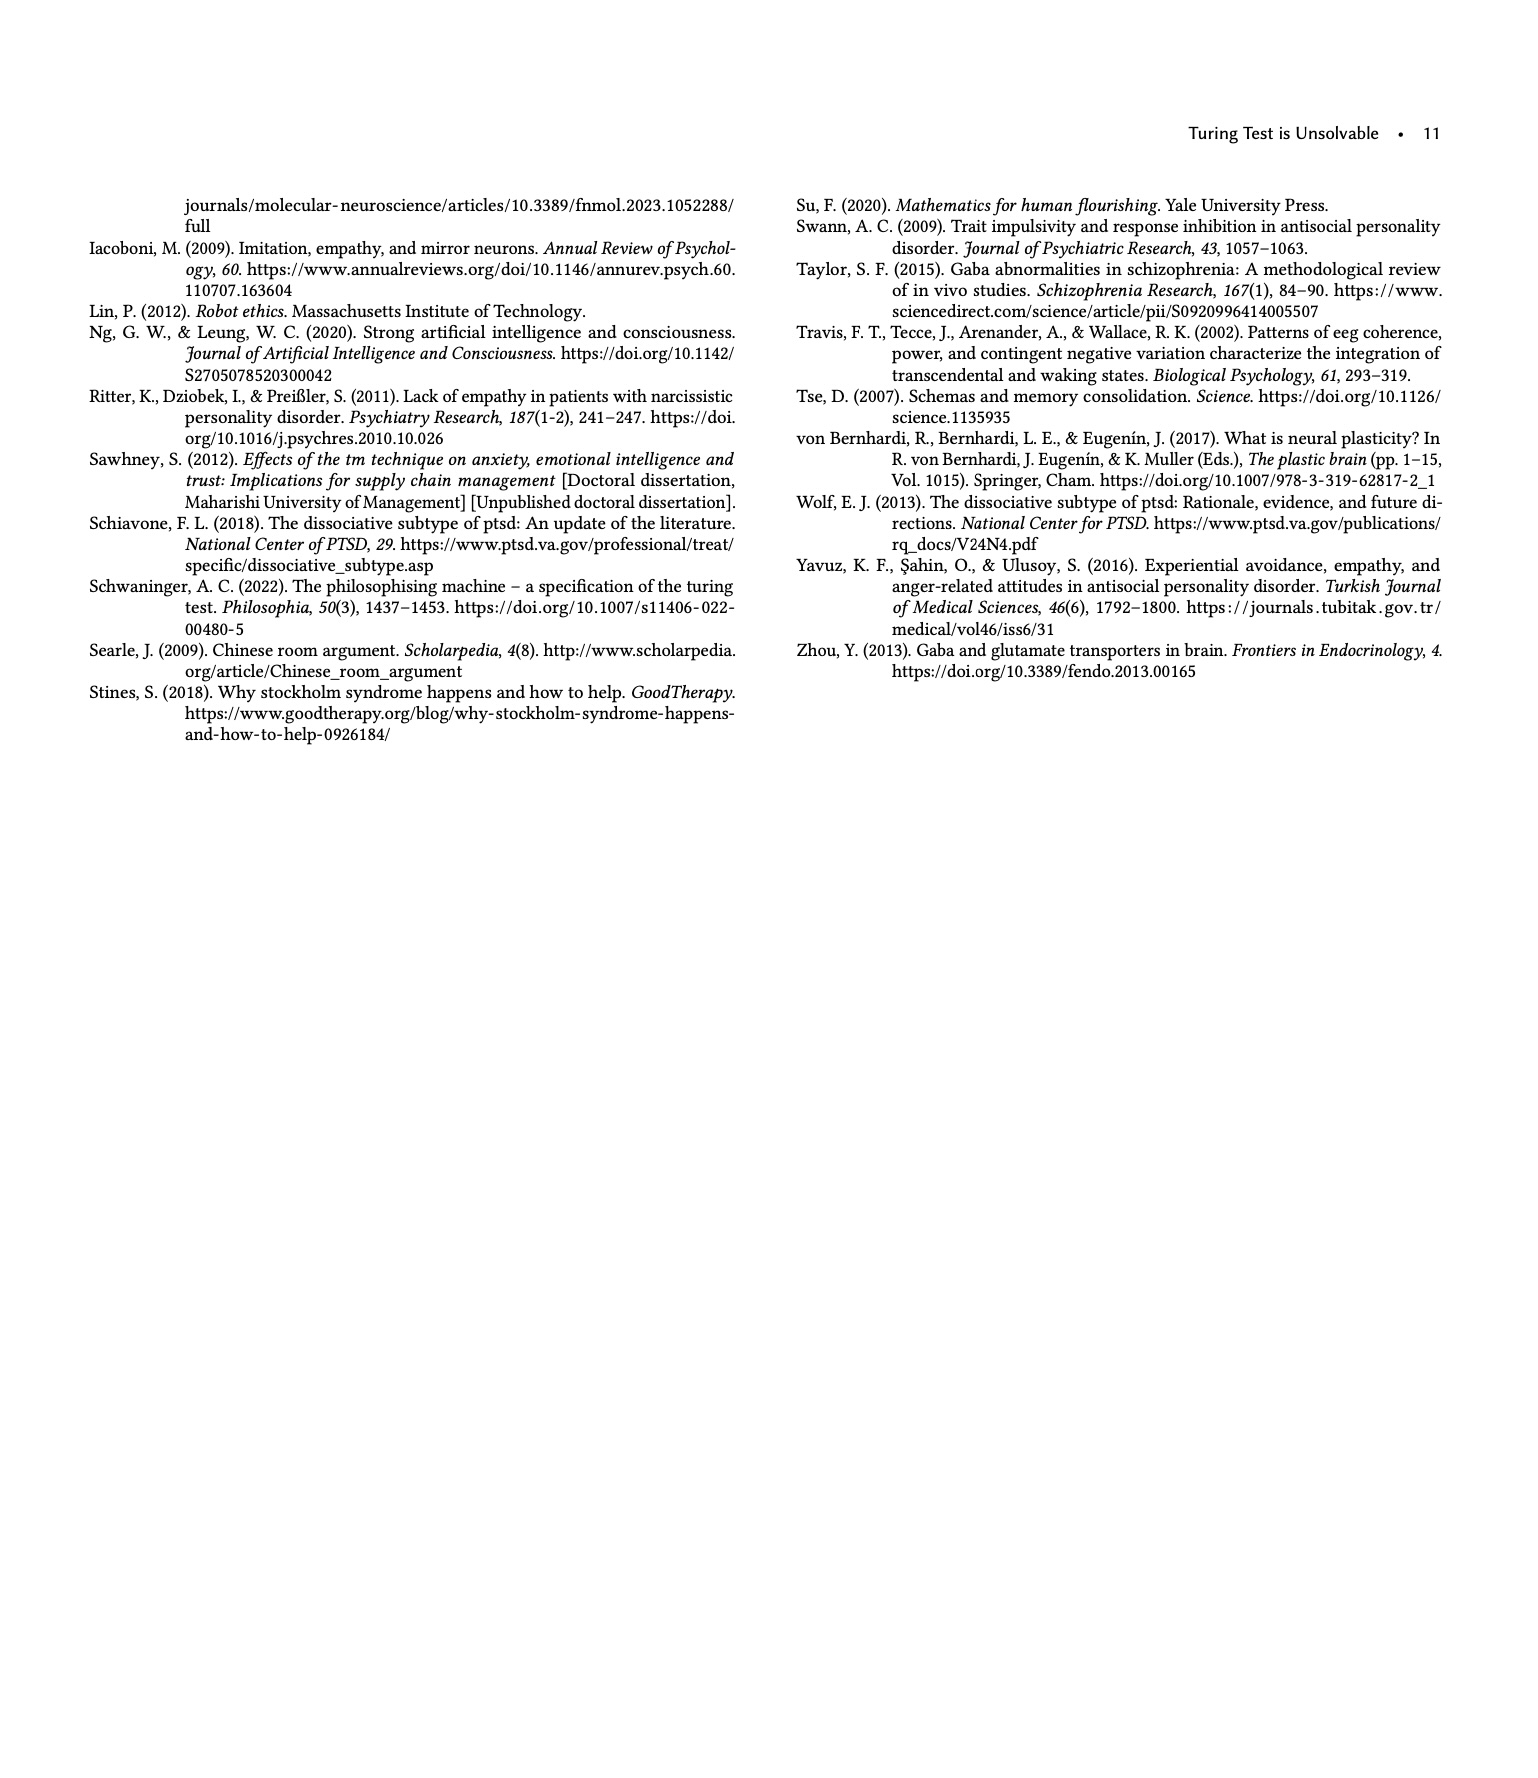 Turing Test is Unsolvable • 11
journals/molecular-neuroscience/articles/10.3389/fnmol.2023.1052288/
full
Iacoboni, M. (2009). Imitation, empathy, and mirror neurons. Annual Review of Psychol-
ogy, 60. https://www.annualreviews.org/doi/10.1146/annurev.psych.60.
110707.163604
Lin, P. (2012). Robot ethics. Massachusetts Institute of Technology.
Ng, G. W., & Leung, W. C. (2020). Strong artificial intelligence and consciousness.
Journal of Artificial Intelligence and Consciousness. https://doi.org/10.1142/
S2705078520300042
Ritter, K., Dziobek, I., & Preißler, S. (2011). Lack of empathy in patients with narcissistic
personality disorder. Psychiatry Research, 187(1-2), 241–247. https://doi.
org/10.1016/j.psychres.2010.10.026
Sawhney, S. (2012). Effects of the tm technique on anxiety, emotional intelligence and
trust: Implications for supply chain management [Doctoral dissertation,
Maharishi University of Management] [Unpublished doctoral dissertation].
Schiavone, F. L. (2018). The dissociative subtype of ptsd: An update of the literature.
National Center of PTSD, 29. https://www.ptsd.va.gov/professional/treat/
specific/dissociative_subtype.asp
Schwaninger, A. C. (2022). The philosophising machine – a specification of the turing
test. Philosophia, 50(3), 1437–1453. https://doi.org/10.1007/s11406-022-
00480-5
Searle, J. (2009). Chinese room argument. Scholarpedia, 4(8). http://www.scholarpedia.
org/article/Chinese_room_argument
Stines, S. (2018). Why stockholm syndrome happens and how to help. GoodTherapy.
https://www.goodtherapy.org/blog/why-stockholm-syndrome-happens-
and-how-to-help-0926184/
Su, F. (2020). Mathematics for human flourishing. Yale University Press.
Swann, A. C. (2009). Trait impulsivity and response inhibition in antisocial personality
disorder. Journal of Psychiatric Research, 43, 1057–1063.
Taylor, S. F. (2015). Gaba abnormalities in schizophrenia: A methodological review
of in vivo studies. Schizophrenia Research, 167(1), 84–90. https://www.
sciencedirect.com/science/article/pii/S0920996414005507
Travis, F. T., Tecce, J., Arenander, A., & Wallace, R. K. (2002). Patterns of eeg coherence,
power, and contingent negative variation characterize the integration of
transcendental and waking states. Biological Psychology, 61, 293–319.
Tse, D. (2007). Schemas and memory consolidation. Science. https://doi.org/10.1126/
science.1135935
von Bernhardi, R., Bernhardi, L. E., & Eugenín, J. (2017). What is neural plasticity? In
R. von Bernhardi, J. Eugenín, & K. Muller (Eds.), The plastic brain (pp. 1–15,
Vol. 1015). Springer, Cham. https://doi.org/10.1007/978-3-319-62817-2_1
Wolf, E. J. (2013). The dissociative subtype of ptsd: Rationale, evidence, and future di-
rections. National Center for PTSD. https://www.ptsd.va.gov/publications/
rq_docs/V24N4.pdf
Yavuz, K. F., Şahin, O., & Ulusoy, S. (2016). Experiential avoidance, empathy, and
anger-related attitudes in antisocial personality disorder. Turkish Journal
of Medical Sciences, 46(6), 1792–1800. https://journals.tubitak.gov.tr/
medical/vol46/iss6/31
Zhou, Y. (2013). Gaba and glutamate transporters in brain. Frontiers in Endocrinology, 4.
https://doi.org/10.3389/fendo.2013.00165